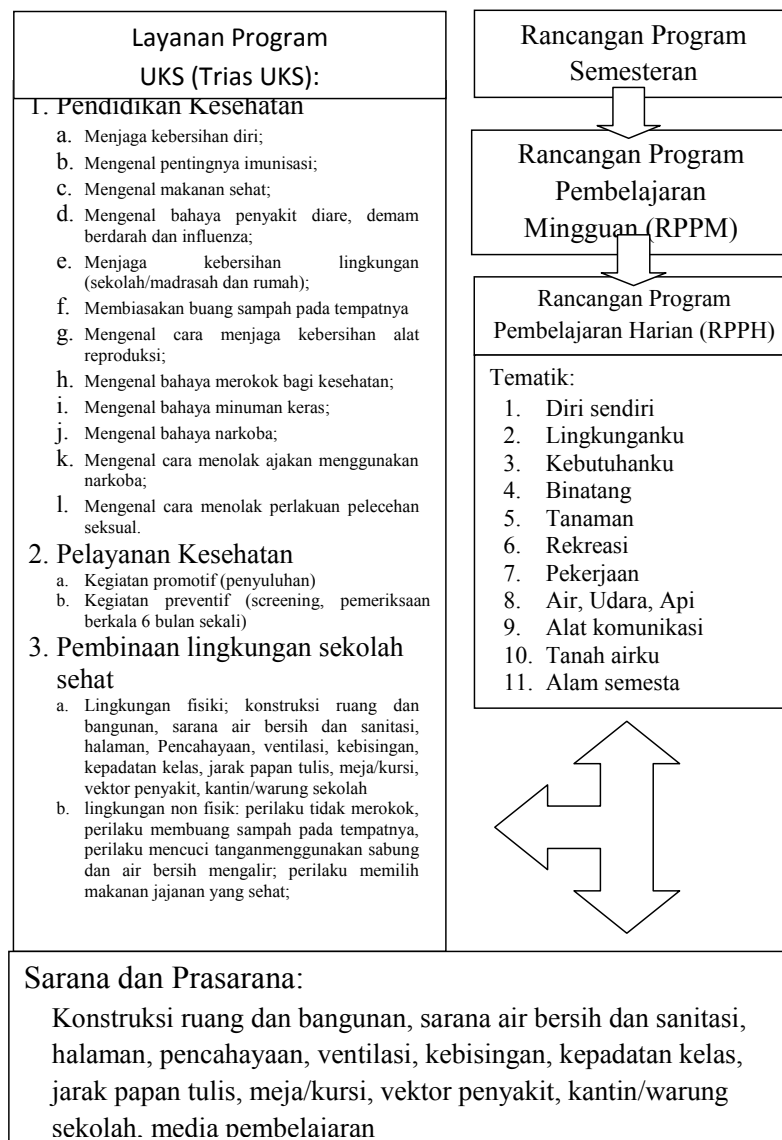 Layanan Program
UKS (Trias UKS):
1. Pendidikan Kesehatan
a. Menjaga kebersihan diri;
b. Mengenal pentingnya imunisasi;
c. Mengenal makanan sehat;
d. Mengenal bahaya penyakit diare, demam
berdarah dan influenza;
e. Menjaga kebersihan lingkungan
(sekolah/madrasah dan rumah);
f. Membiasakan buang sampah pada tempatnya
g. Mengenal cara menjaga kebersihan alat
reproduksi;
h. Mengenal bahaya merokok bagi kesehatan;
i. Mengenal bahaya minuman keras;
j. Mengenal bahaya narkoba;
k. Mengenal cara menolak ajakan menggunakan
narkoba;
l. Mengenal cara menolak perlakuan pelecehan
seksual.
2. Pelayanan Kesehatan
a. Kegiatan promotif (penyuluhan)
b. Kegiatan preventif (screening, pemeriksaan
berkala 6 bulan sekali)
3. Pembinaan lingkungan sekolah
sehat
a. Lingkungan fisiki; konstruksi ruang dan
bangunan, sarana air bersih dan sanitasi,
halaman, Pencahayaan, ventilasi, kebisingan,
kepadatan kelas, jarak papan tulis, meja/kursi,
vektor penyakit, kantin/warung sekolah
b. lingkungan non fisik: perilaku tidak merokok,
perilaku membuang sampah pada tempatnya,
perilaku mencuci tanganmenggunakan sabung
dan air bersih mengalir; perilaku memilih
makanan jajanan yang sehat;
Rancangan Program
Semesteran
Rancangan Program
Pembelajaran
Mingguan (RPPM)
Rancangan Program
Pembelajaran Harian (RPPH)
Tematik:
1. Diri sendiri
2. Lingkunganku
3. Kebutuhanku
4. Binatang
5. Tanaman
6. Rekreasi
7. Pekerjaan
8. Air, Udara, Api
9. Alat komunikasi
10. Tanah airku
11. Alam semesta
Sarana dan Prasarana:
Konstruksi ruang dan bangunan, sarana air bersih dan sanitasi,
halaman, pencahayaan, ventilasi, kebisingan, kepadatan kelas,
jarak papan tulis, meja/kursi, vektor penyakit, kantin/warung
sekolah, media pembelajaran